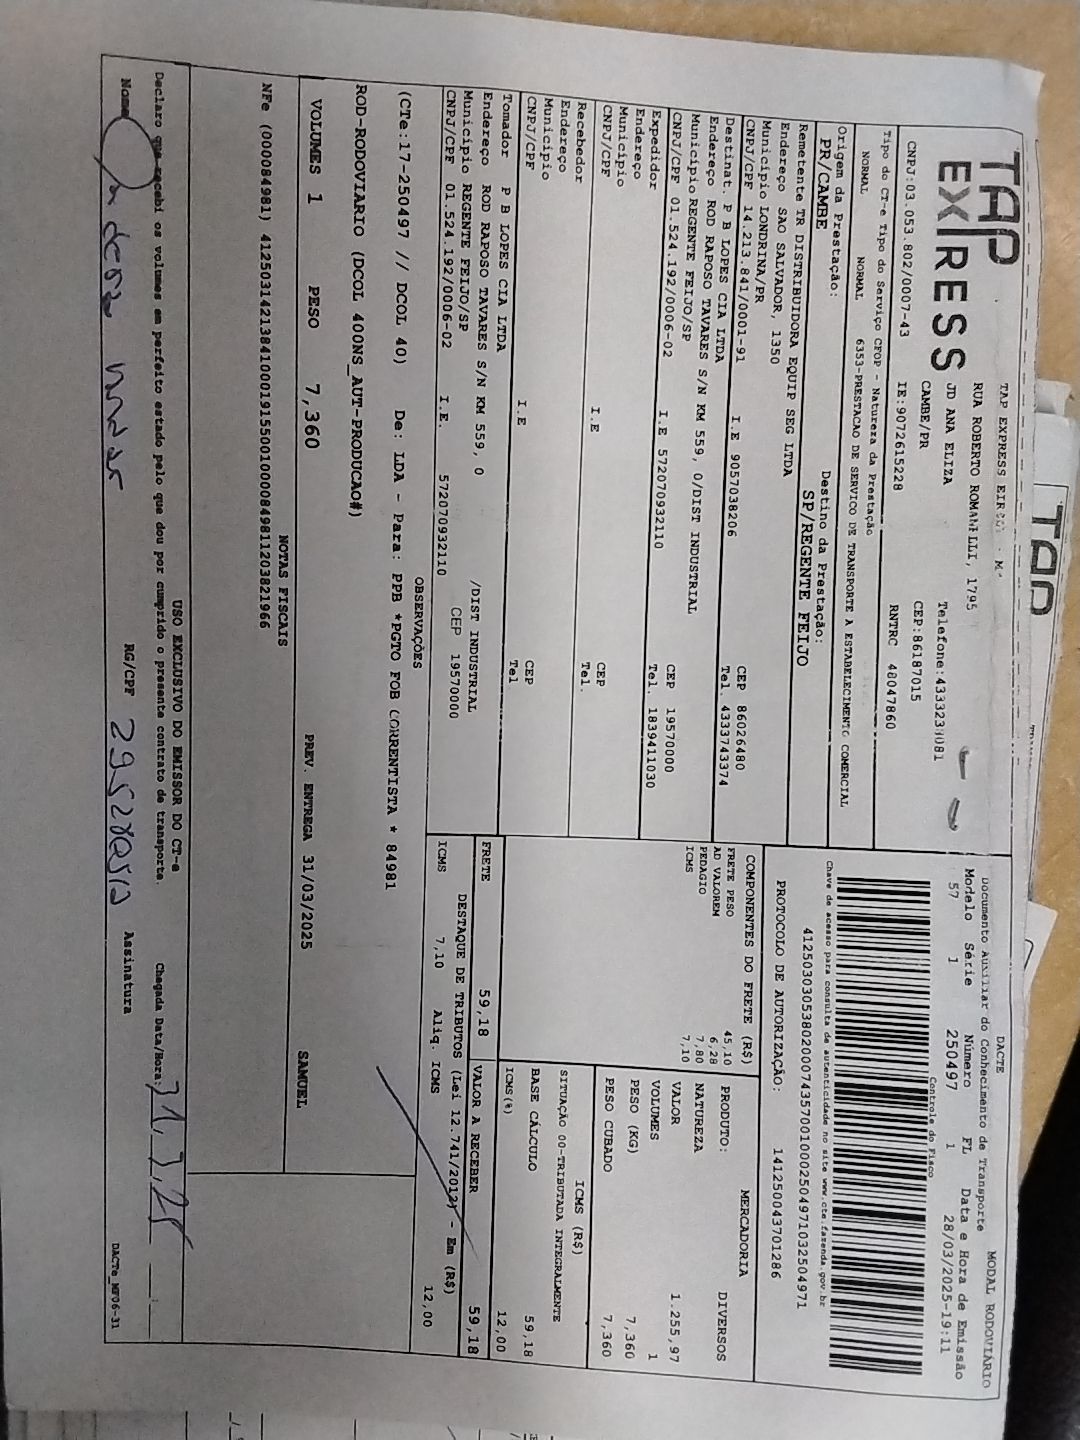 TAP
EXPRESS
CNPJ:03.053.802/0007-43
IE:9072615228
TAP EXPRESS
RUA ROBERTO ROMANELLI, 1795
JD ANA ELIZA
CAMBE/PR
CEP:86187015
RNTRC 48047860
DACTE
MODAL RODOVIÁRIO
Documento Auxiliar do Conhecimento de Transporte
Modelo Série Número FL Data e Hora de Emissão
57 1 250497 1 28/03/2025-19:11
Controle do Fisco
Tipo do CT-e Tipo do Serviço CFOP - Natureza da Prestação
NORMAL NORMAL 6353-PRESTACAO DE SERVICO DE TRANSPORTE A ESTABELECIMENTO COMERCIAL
Chave de acesso para consulta de autenticidade no site www.cte.fazenda.gov.br
41250303053802000743570010002504971032504971
PROTOCOLO DE AUTORIZAÇÃO: 141250043701286
Origem da Prestação: Destino da Prestação:
PR/CAMBE SP/REGENTE FEIJO
Remetente TR DISTRIBUIDORA EQUIP SEG LTDA
Endereço SAO SALVADOR, 1350
Município LONDRINA/PR CEP 86026480
CNPJ/CPF 14.213.841/0001-91 I.E 9057038206 Tel. 4333743374
Destinat. P B LOPES CIA LTDA
Endereço ROD RAPOSO TAVARES S/N KM 559, 0/DIST INDUSTRIAL
Município REGENTE FEIJO/SP CEP 19570000
CNPJ/CPF 01.524.192/0006-02 I.E 572070932110 Tel. 1839411030
Expedidor
Endereço
Município CEP
CNPJ/CPF I.E Tel.
Recebedor
Endereço
Município CEP
CNPJ/CPF I.E Tel
Tomador P B LOPES CIA LTDA
Endereço ROD RAPOSO TAVARES S/N KM 559, 0 /DIST INDUSTRIAL
Município REGENTE FEIJO/SP CEP 19570000
CNPJ/CPF 01.524.192/0006-02 I.E. 572070932110
COMPONENTES DO FRETE (R$)
FRETE PESO 45,10
AD VALOREM 6,28
PEDAGIO 7,80
ICMS 7,10
MERCADORIA
PRODUTO: DIVERSOS
NATUREZA
VALOR 1.255,97
VOLUMES 1
PESO (KG) 7,360
PESO CUBADO 7,360
ICMS (R$)
SITUAÇÃO 00-TRIBUTADA INTEGRALMENTE
BASE CÁLCULO 59,18
ICMS(%) 12,00
FRETE 59,18 VALOR A RECEBER 59,18
DESTAQUE DE TRIBUTOS (Lei 12.741/2012) - Em (R$)
ICMS 7,10 Aliq. ICMS 12,00
OBSERVAÇÕES
(CTe:17-250497 // DCOL 40) De: LDA - Para: PPB *PGTO FOB CORRENTISTA * 84981
ROD-RODOVIARIO (DCOL 400NS_AUT-PRODUCAO#)
VOLUMES 1 PESO 7,360 PREV. ENTREGA 31/03/2025 SAMUEL
NOTAS FISCAIS
NFe (000084981) 41250314213841000191550010000849811203821966
USO EXCLUSIVO DO EMISSOR DO CT-e
Declaro que recebi os volumes em perfeito estado pelo que dou por cumprido o presente contrato de transporte. Chegada Data/Hora: 31, 3, 25
Nome RG/CPF Assinatura
DACTe_MF06-31